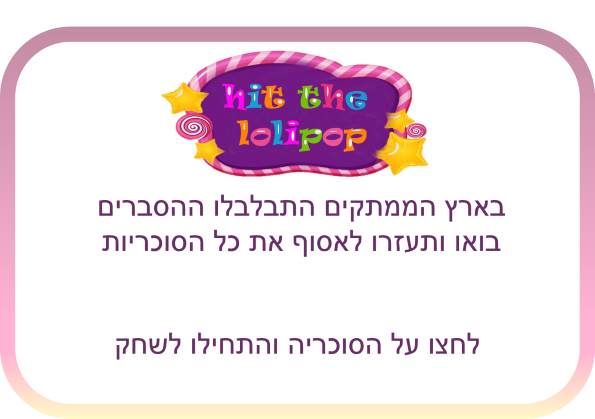 hit the
lolipop
בארץ הממתקים התבלבלו ההסברים
בואו ותעזרו לאסוף את כל הסוכריות
לחצו על הסוכריה והתחילו לשחק